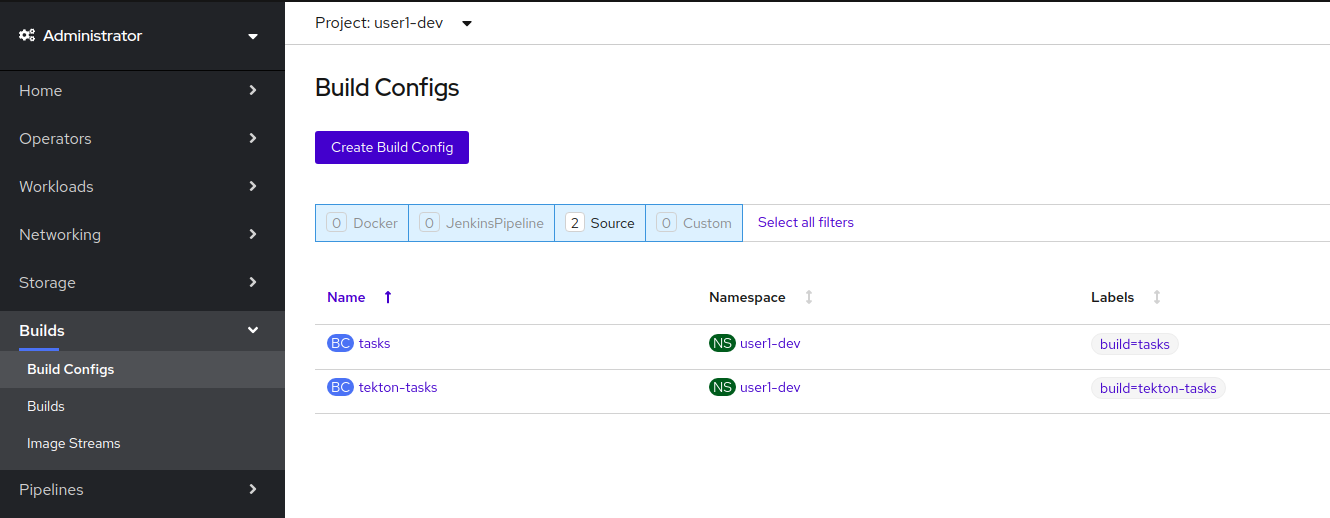 Administrator
Project: user1-dev
Home
Operators
Workloads
Networking
Storage
Builds
Build Configs
Builds
Image Streams
Pipelines
Build Configs
Create Build Config
0 Docker 0 JenkinsPipeline 2 Source 0 Custom Select all filters
Name Namespace Labels
BC tasks NS user1-dev build=tasks
BC tekton-tasks NS user1-dev build=tekton-tasks